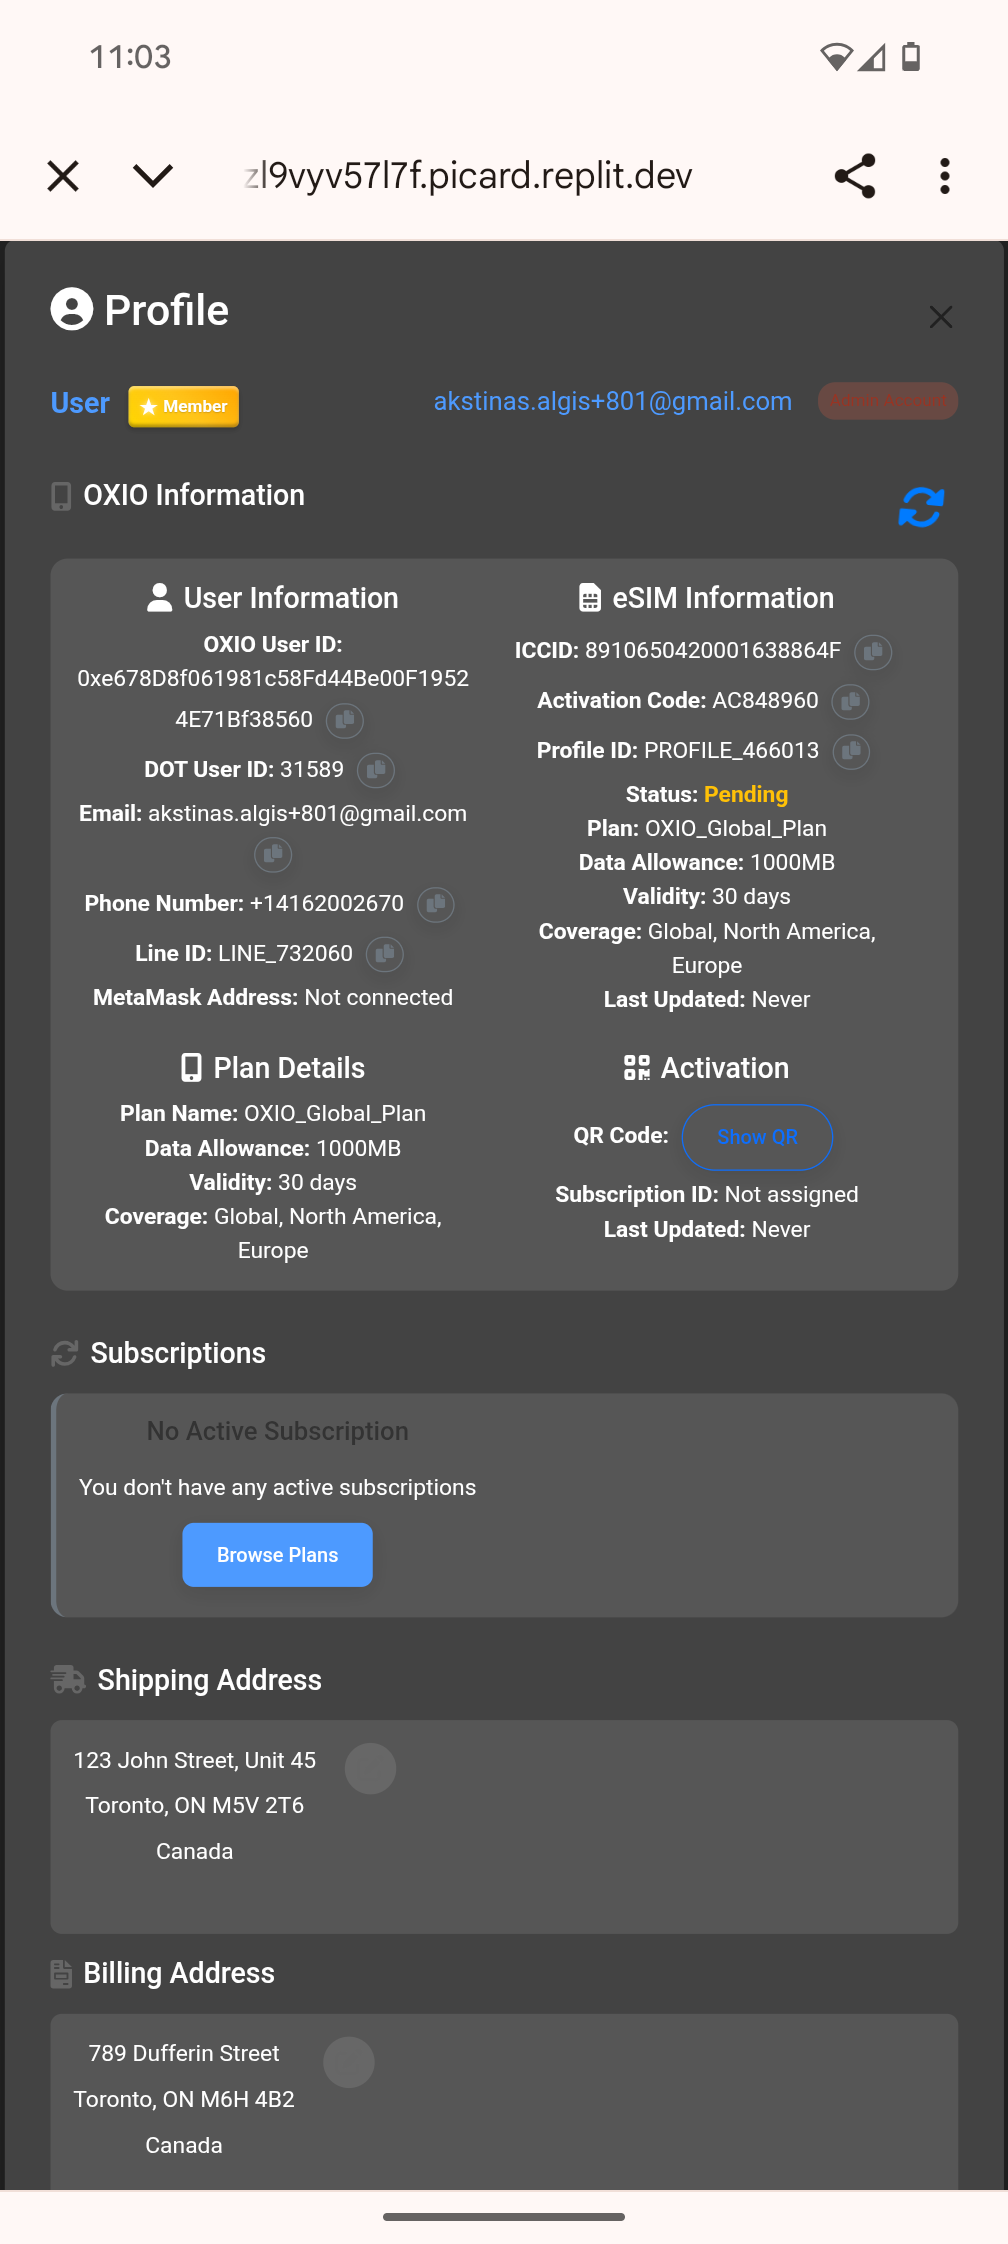 11:03
zl9vyv57l7f.picard.replit.dev
Profile
User
Member
akstinas.algis+801@gmail.com
OXIO Information
User Information
OXIO User ID:
0xe678D8f061981c58Fd44Be00F1952
4E71Bf38560
DOT User ID: 31589
Email: akstinas.algis+801@gmail.com
Phone Number: +14162002670
Line ID: LINE_732060
MetaMask Address: Not connected
eSIM Information
ICCID: 8910650420001638864F
Activation Code: AC848960
Profile ID: PROFILE_466013
Status: Pending
Plan: OXIO_Global_Plan
Data Allowance: 1000MB
Validity: 30 days
Coverage: Global, North America,
Europe
Last Updated: Never
Plan Details
Plan Name: OXIO_Global_Plan
Data Allowance: 1000MB
Validity: 30 days
Coverage: Global, North America,
Europe
Activation
QR Code: Show QR
Subscription ID: Not assigned
Last Updated: Never
Subscriptions
No Active Subscription
You don't have any active subscriptions
Browse Plans
Shipping Address
123 John Street, Unit 45
Toronto, ON M5V 2T6
Canada
Billing Address
789 Dufferin Street
Toronto, ON M6H 4B2
Canada